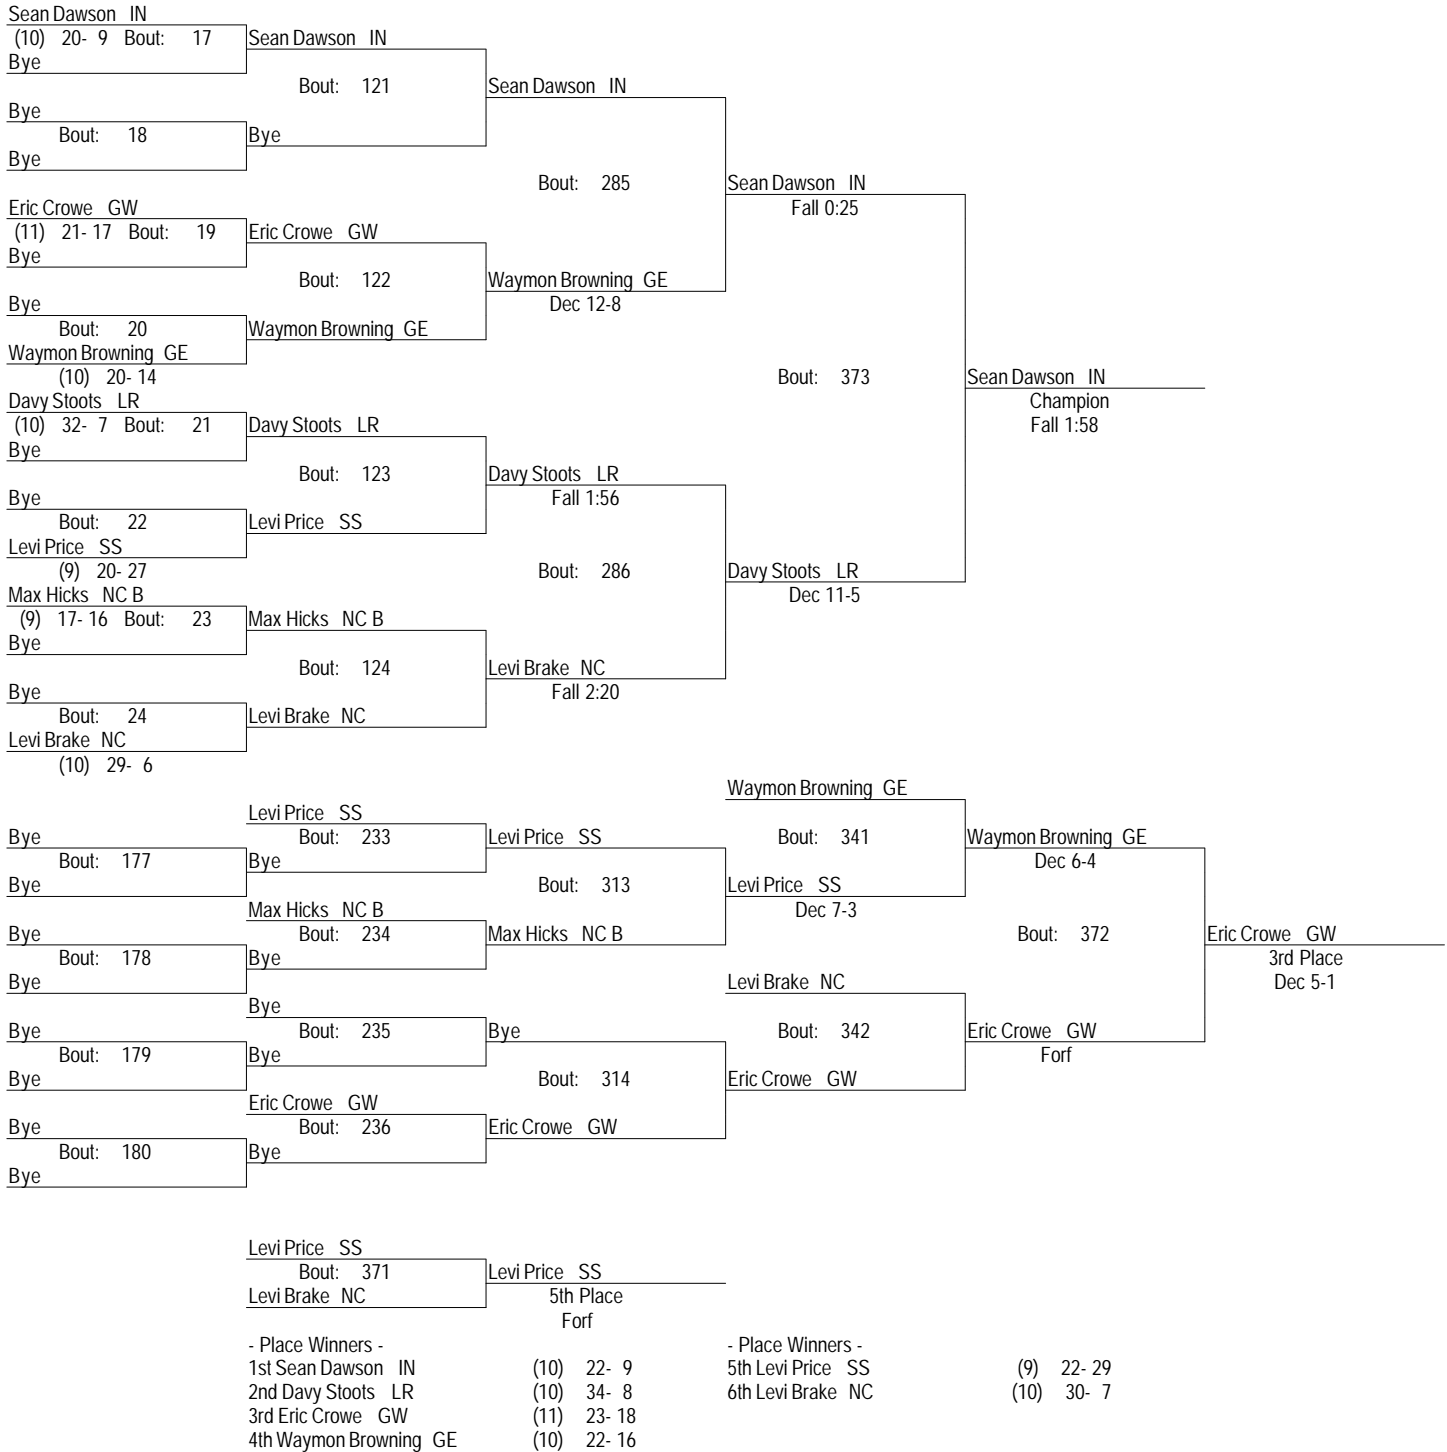 Sean Dawson IN
(10) 20- 9 Bout: 17 Sean Dawson IN
Bye
Bout: 121 Sean Dawson IN
Bye
Bout: 18 Bye
Bye
Bout: 285 Sean Dawson IN
Eric Crowe GW Fall 0:25
(11) 21- 17 Bout: 19 Eric Crowe GW
Bye
Bout: 122 Waymon Browning GE
Bye Dec 12-8
Bout: 20 Waymon Browning GE
Waymon Browning GE
(10) 20- 14 Bout: 373 Sean Dawson IN
Davy Stoots LR Champion
(10) 32- 7 Bout: 21 Davy Stoots LR Fall 1:58
Bye
Bout: 123 Davy Stoots LR
Bye Fall 1:56
Bout: 22 Levi Price SS
Levi Price SS
(9) 20- 27 Bout: 286 Davy Stoots LR
Max Hicks NC B Dec 11-5
(9) 17- 16 Bout: 23 Max Hicks NC B
Bye
Bout: 124 Levi Brake NC
Bye Fall 2:20
Bout: 24 Levi Brake NC
Levi Brake NC
(10) 29- 6
Waymon Browning GE
Levi Price SS
Bye Bout: 233 Levi Price SS Bout: 341 Waymon Browning GE
Bout: 177 Bye Dec 6-4
Bye Bout: 313 Levi Price SS
Max Hicks NC B Dec 7-3
Bye Bout: 234 Max Hicks NC B Bout: 372 Eric Crowe GW
Bout: 178 Bye 3rd Place
Bye Levi Brake NC Dec 5-1
Bye
Bye Bout: 235 Bye Bout: 342 Eric Crowe GW
Bout: 179 Bye Forf
Bye Bout: 314 Eric Crowe GW
Eric Crowe GW
Bye Bout: 236 Eric Crowe GW
Bout: 180 Bye
Bye
Levi Price SS
Bout: 371 Levi Price SS
Levi Brake NC 5th Place
Forf
- Place Winners - - Place Winners -
1st Sean Dawson IN (10) 22- 9 5th Levi Price SS (9) 22- 29
2nd Davy Stoots LR (10) 34- 8 6th Levi Brake NC (10) 30- 7
3rd Eric Crowe GW (11) 23- 18
4th Waymon Browning GE (10) 22- 16